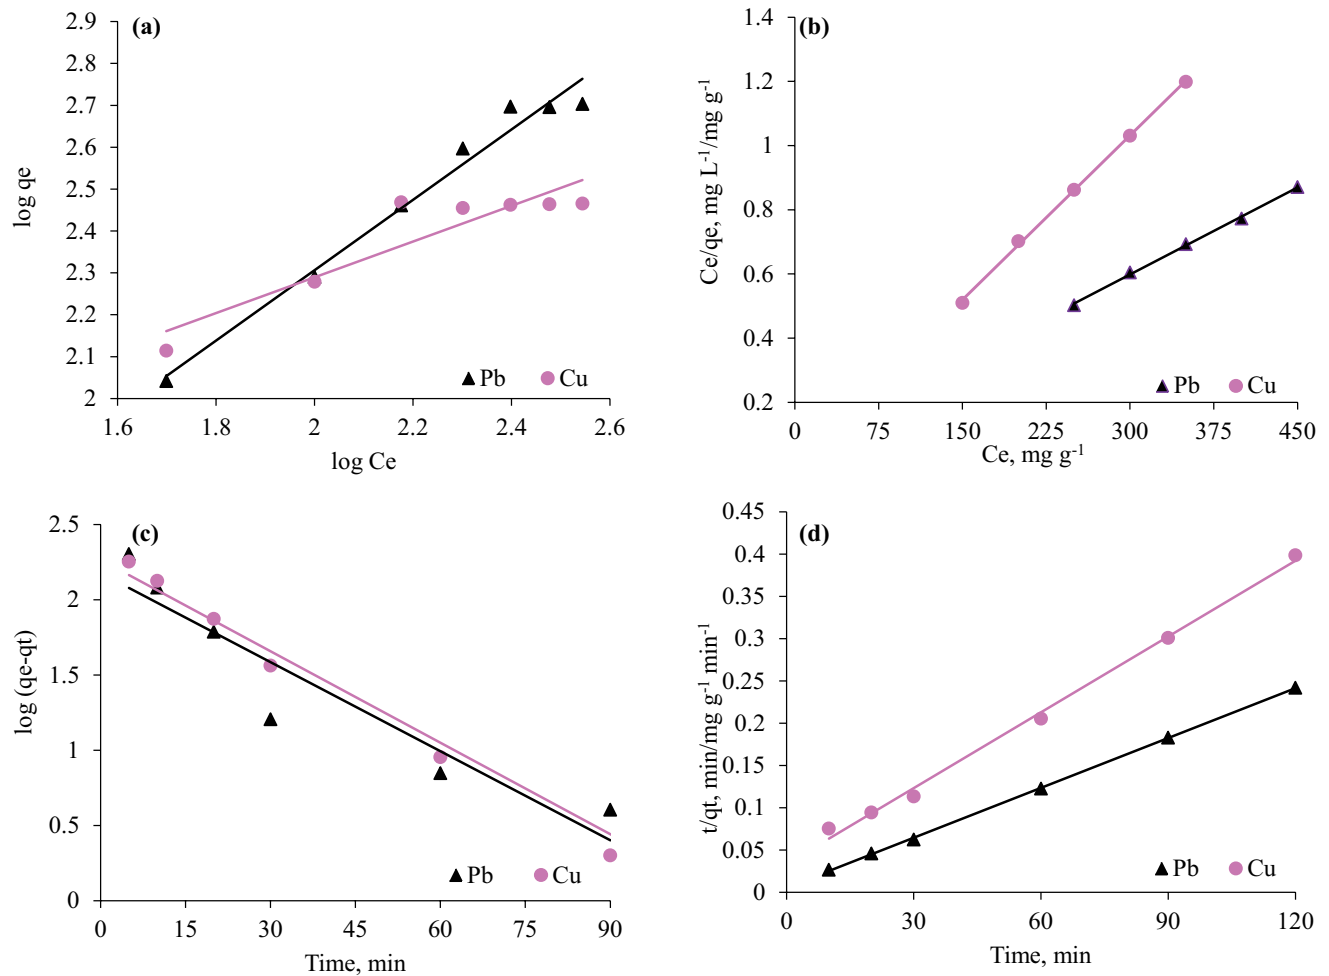 (a)
log qe
2.9
2.8
2.7
2.6
2.5
2.4
2.3
2.2
2.1
2
1.6 1.8 2 2.2 2.4 2.6
log Ce
Pb Cu
(b)
Ce/qe, mg L-1/mg g-1
1.4
1.2
1
0.8
0.6
0.4
0.2
0 75 150 225 300 375 450
Ce, mg g-1
Pb Cu
(c)
log (qe-qt)
2.5
2
1.5
1
0.5
0
0 15 30 45 60 75 90
Time, min
Pb Cu
(d)
t/qt, min/mg g-1 min-1
0.45
0.4
0.35
0.3
0.25
0.2
0.15
0.1
0.05
0
0 30 60 90 120
Time, min
Pb Cu